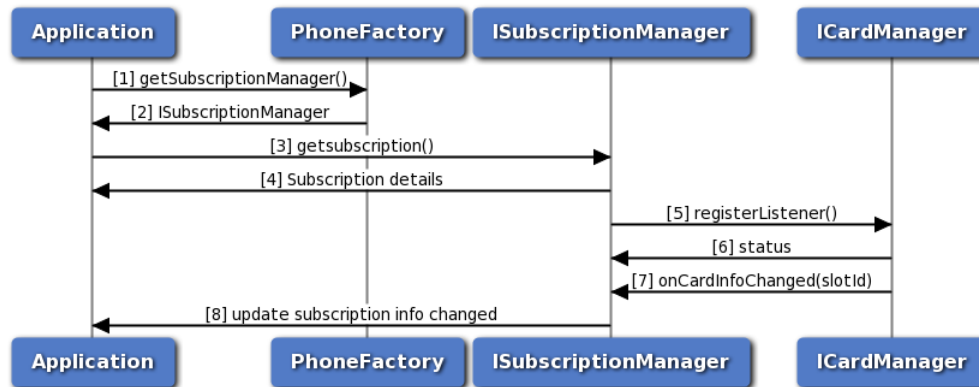 Application PhoneFactory ISubscriptionManager ICardManager
[1] getSubscriptionManager()
[2] ISubscriptionManager
[3] getsubscription()
[4] Subscription details
[5] registerListener()
[6] status
[7] onCardInfoChanged(slotId)
[8] update subscription info changed
Application PhoneFactory ISubscriptionManager ICardManager